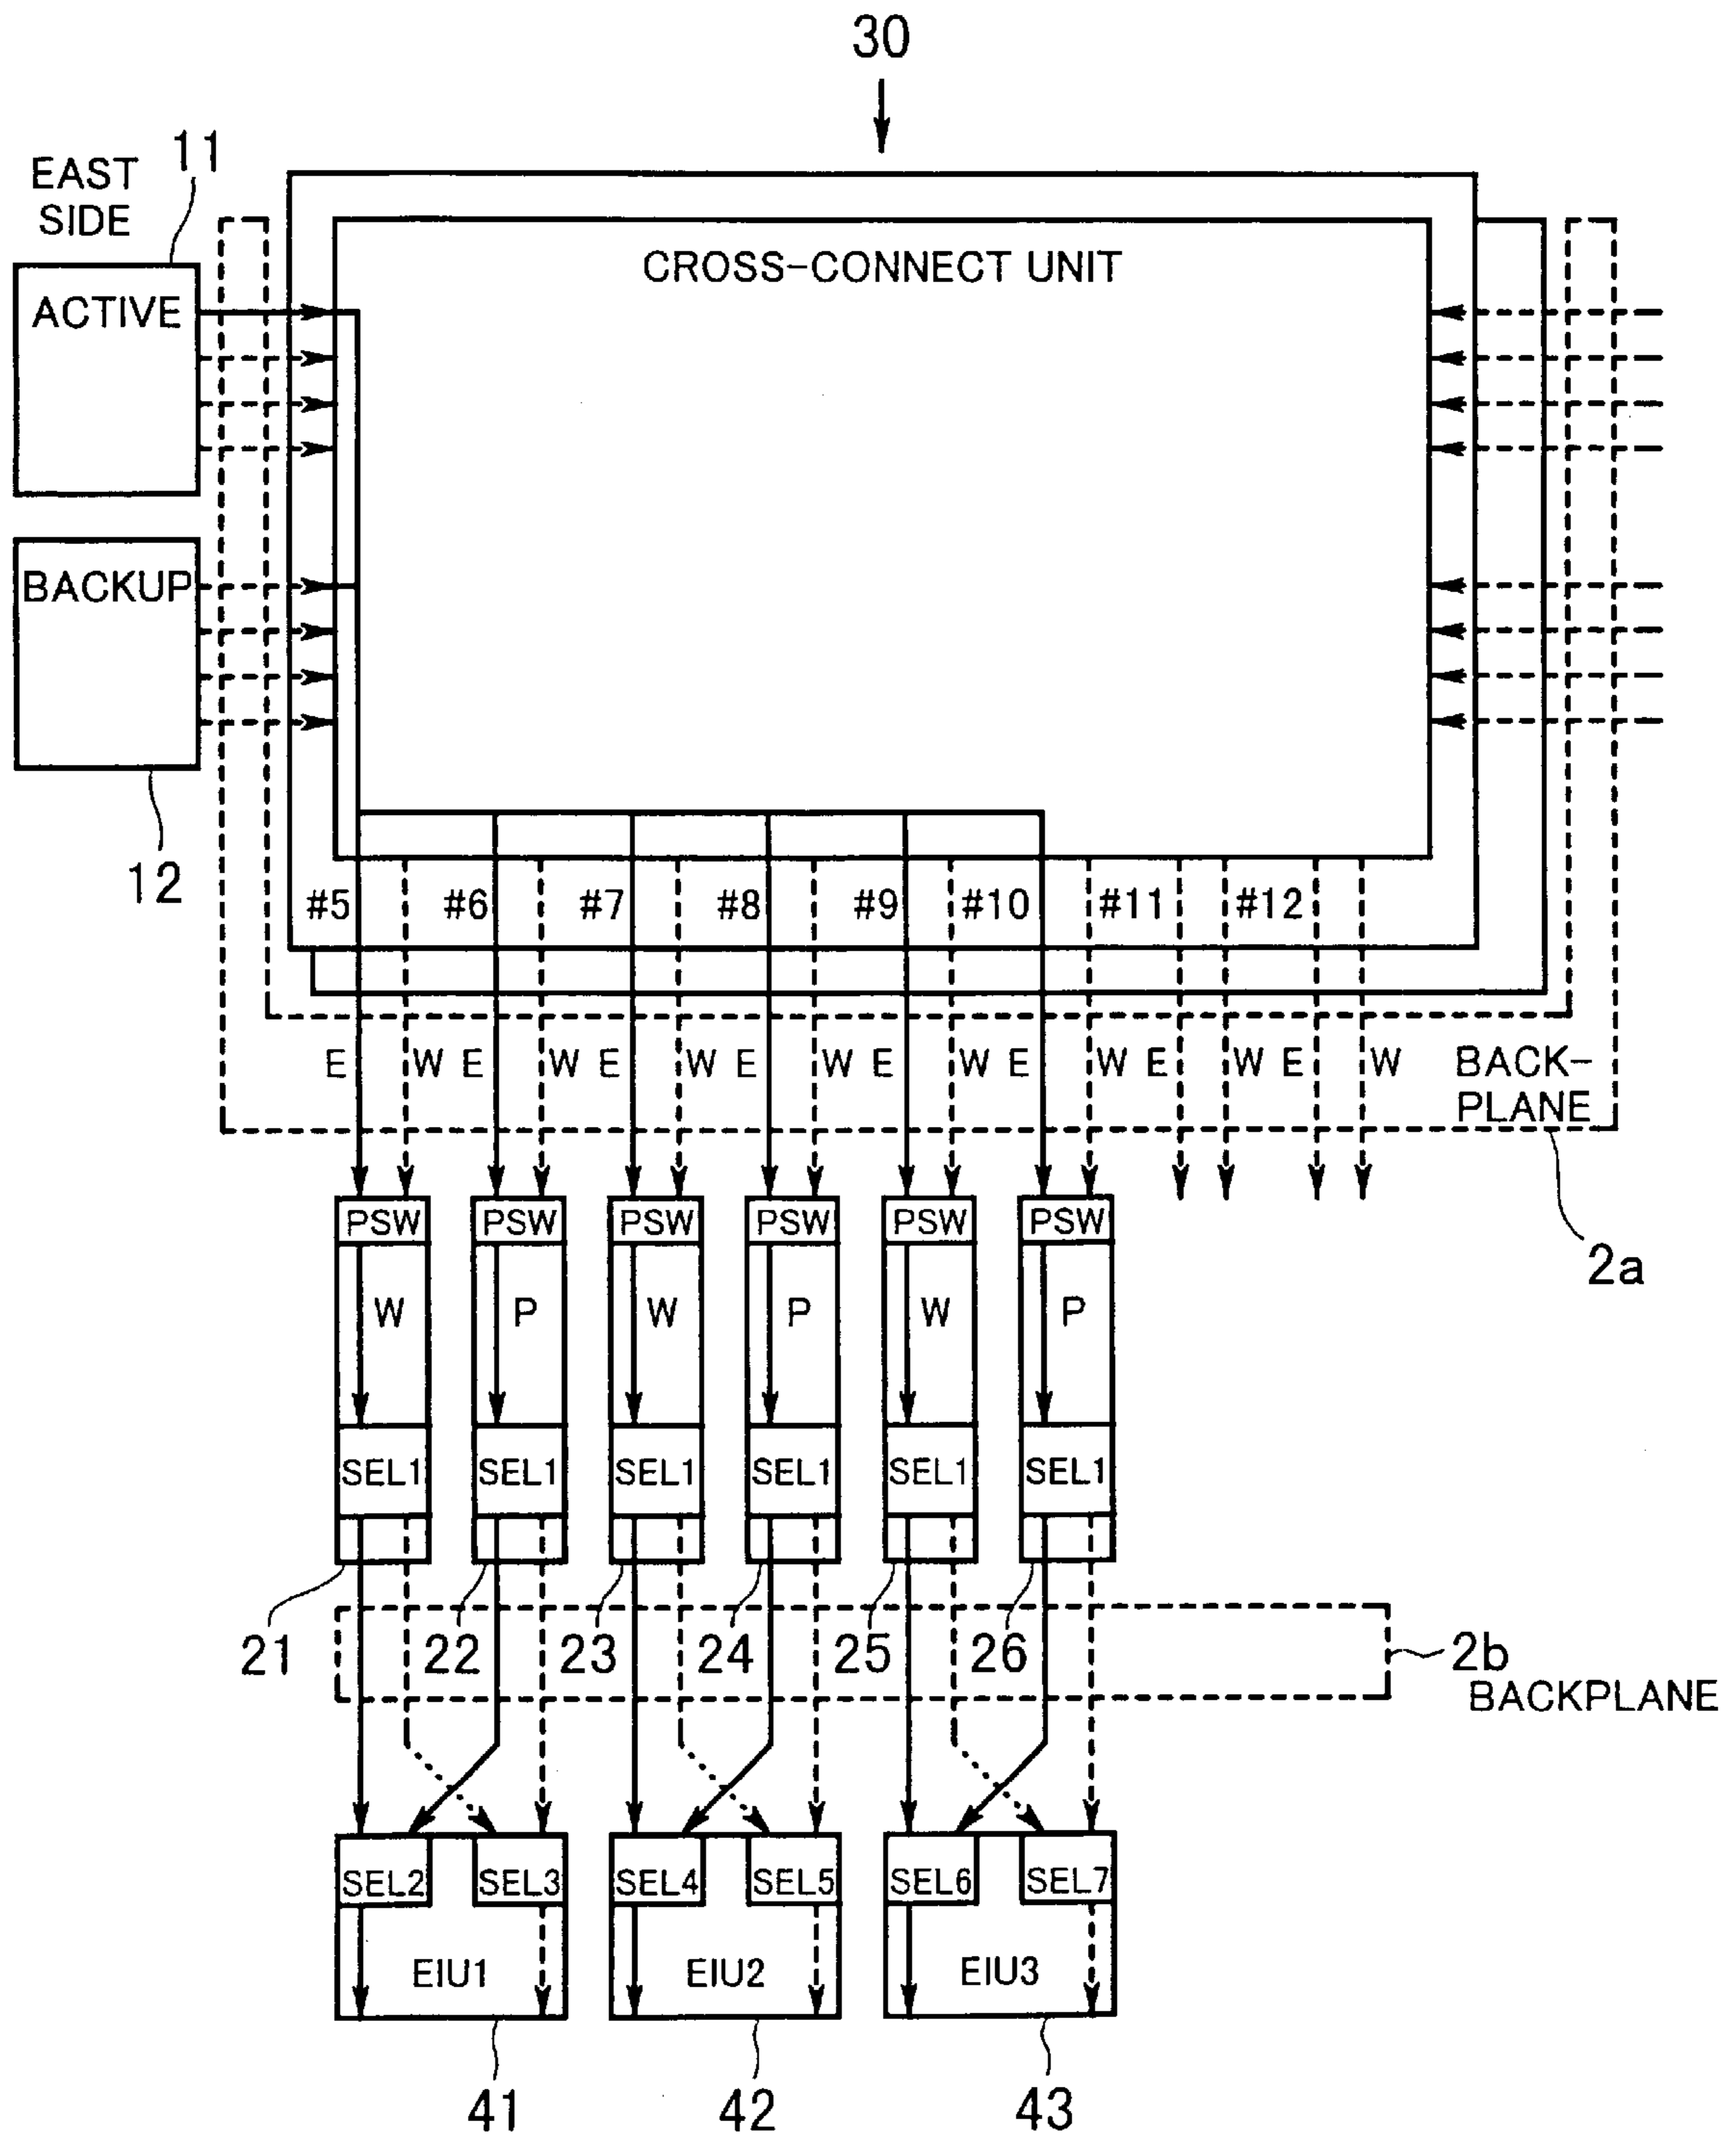 30
11
EAST
SIDE
CROSS-CONNECT UNIT
ACTIVE
BACKUP
12
#5 #6 #7 #8 #9 #10 #11 #12
E W E W E W E W E W E W E W E W
BACK-
PLANE
2a
PSW PSW PSW PSW PSW PSW
W P W P W P
SEL1 SEL1 SEL1 SEL1 SEL1 SEL1
21 22 23 24 25 26 2b
BACKPLANE
SEL2 SEL3 SEL4 SEL5 SEL6 SEL7
EIU1 EIU2 EIU3
41 42 43